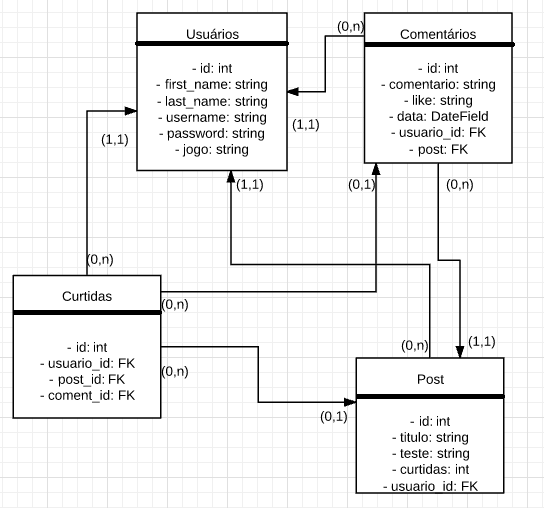 Usuários
- id: int
- first_name: string
- last_name: string
- username: string
- password: string
- jogo: string
(0,n)
Comentários
- id: int
- comentario: string
- like: string
- data: DateField
- usuario_id: FK
- post: FK
(1,1)
(1,1)
(1,1)
(0,1)
(0,n)
(0,n)
Curtidas
- id: int
- usuario_id: FK
- post_id: FK
- coment_id: FK
(0,n)
(0,n)
(0,n)
(1,1)
(0,1)
Post
- id: int
- titulo: string
- teste: string
- curtidas: int
- usuario_id: FK